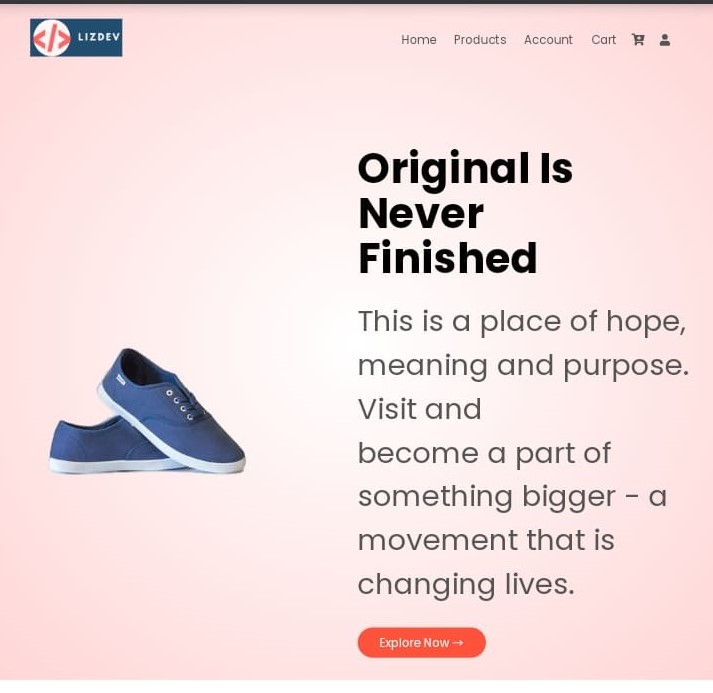 LIZDEV
Home Products Account Cart
Original Is
Never
Finished
This is a place of hope,
meaning and purpose.
Visit and
become a part of
something bigger - a
movement that is
changing lives.
Explore Now →